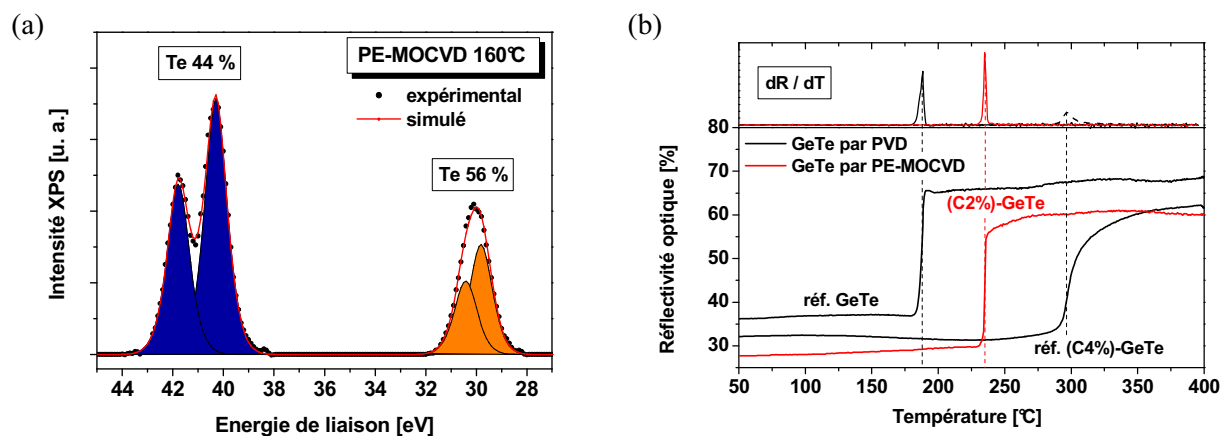 (a)
Te 44 %
PE-MOCVD 160°C
expérimental
simulé
Te 56 %
Intensité XPS [u. a.]
44 42 40 38 36 34 32 30 28
Energie de liaison [eV]
(b)
dR / dT
GeTe par PVD
GeTe par PE-MOCVD
(C2%)-GeTe
réf. GeTe
réf. (C4%)-GeTe
Réflectivité optique [%]
80
70
60
50
40
30
50 100 150 200 250 300 350 400
Température [°C]